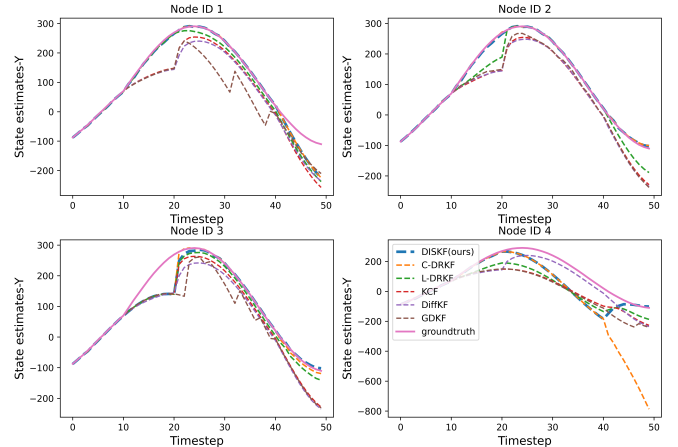 Node ID 1
State estimates-Y
300
200
100
0
−100
−200
0 10 20 30 40 50
Timestep
Node ID 2
State estimates-Y
300
200
100
0
−100
−200
0 10 20 30 40 50
Timestep
Node ID 3
State estimates-Y
300
200
100
0
−100
−200
0 10 20 30 40 50
Timestep
Node ID 4
State estimates-Y
200
0
−200
−400
−600
−800
DISKF(ours)
C-DRKF
L-DRKF
KCF
DiffKF
GDKF
groundtruth
0 10 20 30 40 50
Timestep